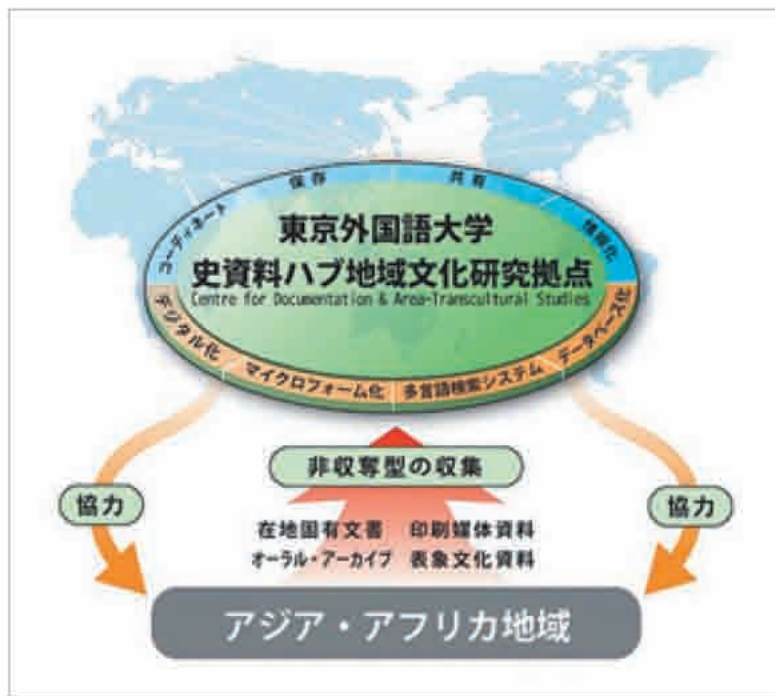 保存
共有
コーディネート
情報化
東京外国語大学
史資料ハブ地域文化研究拠点
Centre for Documentation & Area-Transcultural Studies
デジタル化
マイクロフォーム化
多言語検索システム
データベース化
非収奪型の収集
協力
協力
在地固有文書 印刷媒体資料
オーラル・アーカイブ 表象文化資料
アジア・アフリカ地域